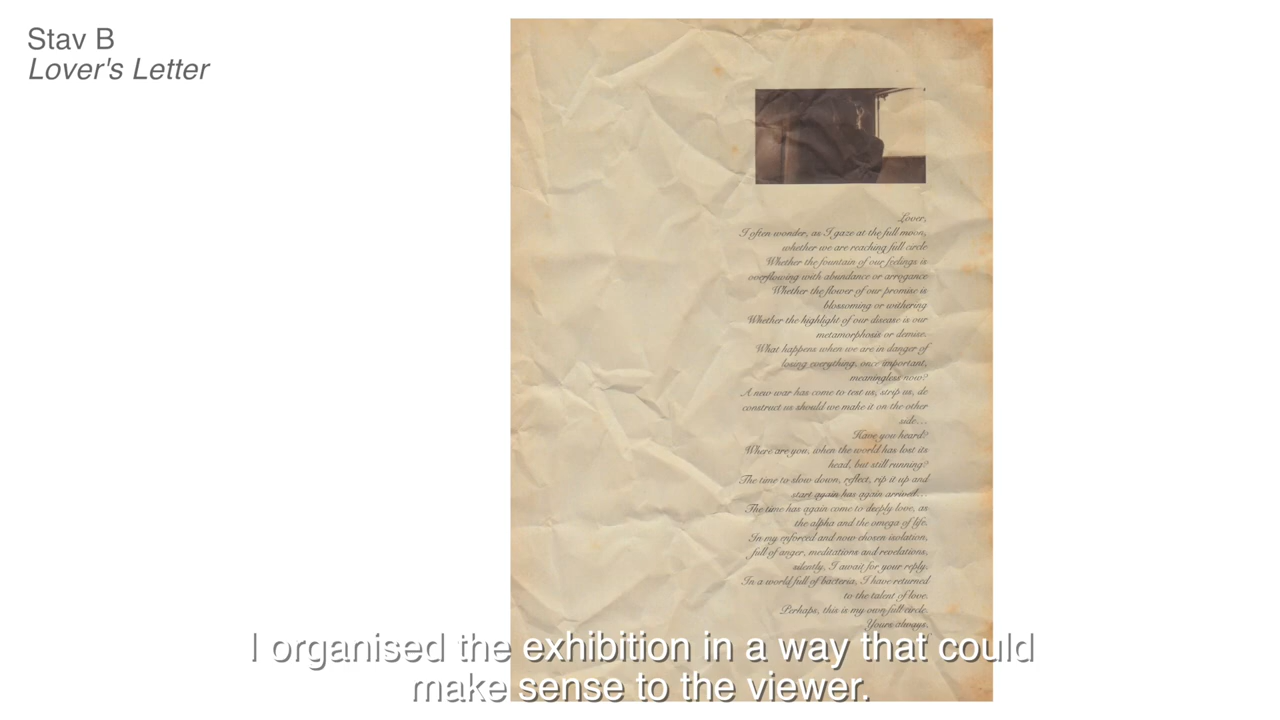 Stav B
Lover's Letter
Lover,
I often wonder, as I gaze at the full moon,
whether we are reaching full circle
Whether the fountain of our feelings is
overflowing with abundance or arrogance
Whether the flower of our promise is
blossoming or withering
Whether the highlight of our disease is our
metamorphosis or demise.
What happens when we are in danger of
losing everything, once important,
meaningless now?
A new war has come to test us, strip us, de
construct us should we make it on the other
side...
Have you heard?
Where are you, when the world has lost its
head, but still running?
The time to slow down, reflect, rip it up and
start again has again arrived...
The time has again come to deeply love, as
the alpha and the omega of life.
In my enforced and now chosen isolation,
full of anger, meditations and revelations,
silently, I await for your reply.
In a world full of bacteria, I have returned
to the talent of love.
Perhaps, this is my own full circle.
Yours always,
I organised the exhibition in a way that could
make sense to the viewer.